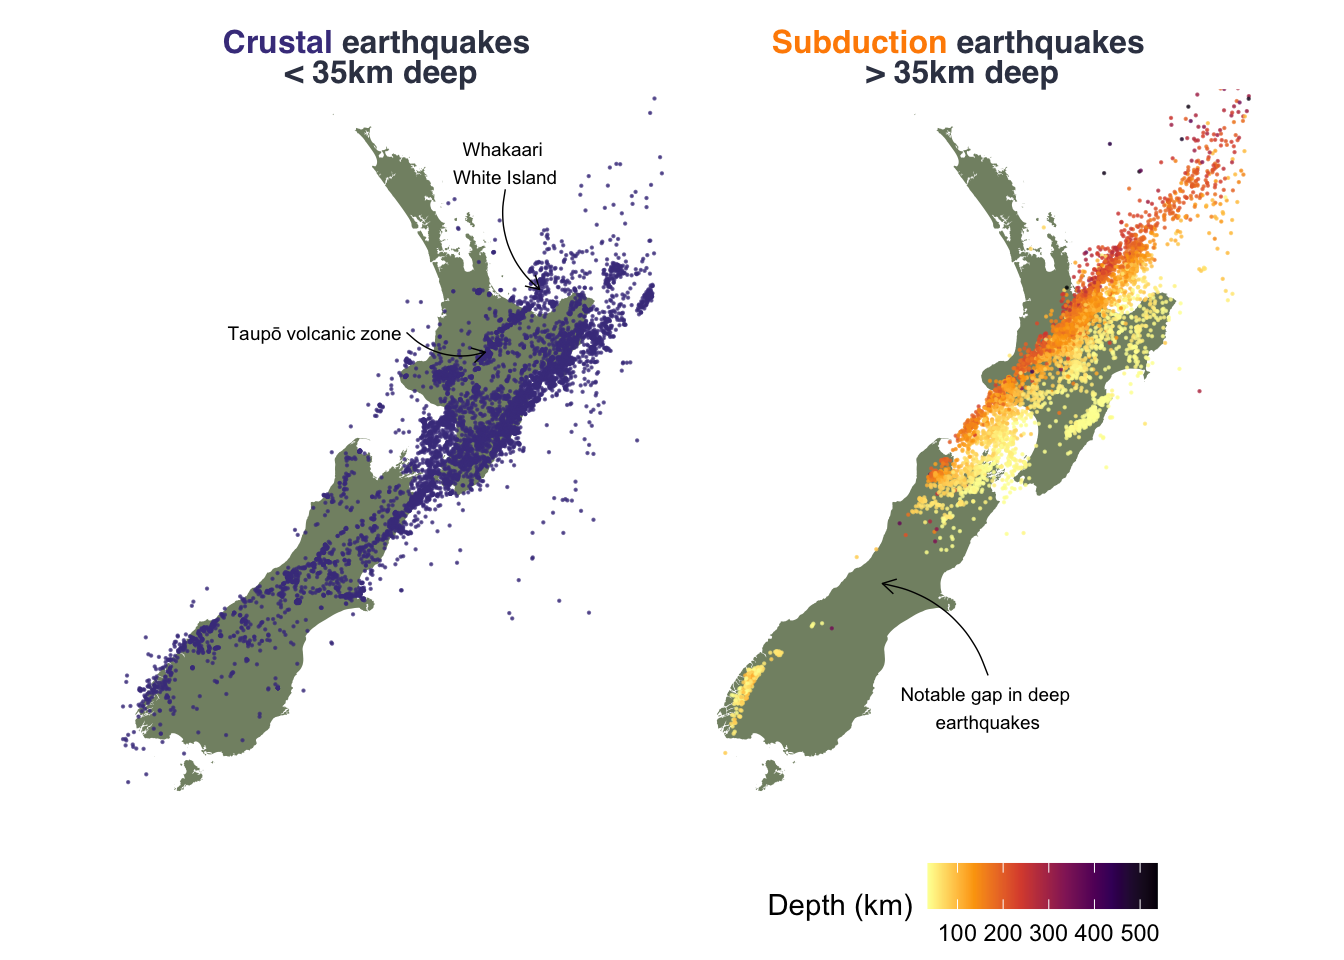 Crustal earthquakes
< 35km deep
Subduction earthquakes
> 35km deep
Whakaari
White Island
Taupō volcanic zone
Notable gap in deep
earthquakes
Depth (km)
100 200 300 400 500